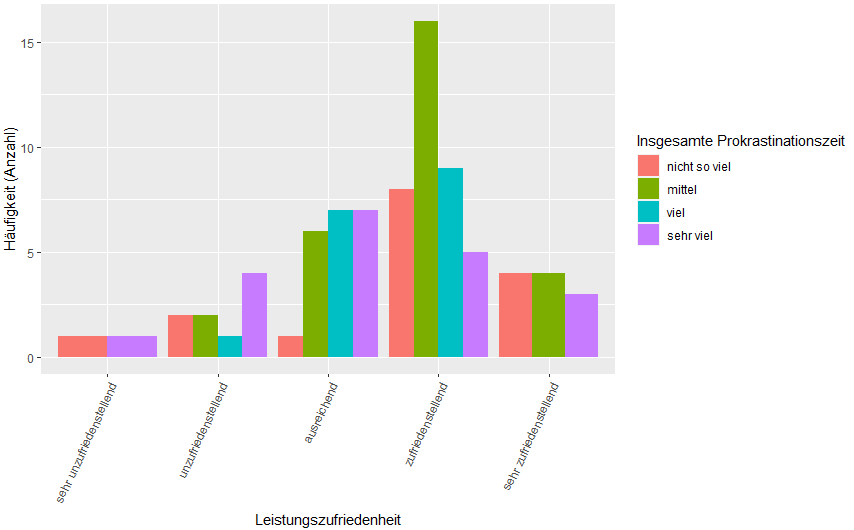 Häufigkeit (Anzahl)
15
10
5
0
sehr unzufriedenstellend
unzufriedenstellend
ausreichend
zufriedenstellend
sehr zufriedenstellend
Leistungszufriedenheit
Insgesamte Prokrastinationszeit
nicht so viel
mittel
viel
sehr viel